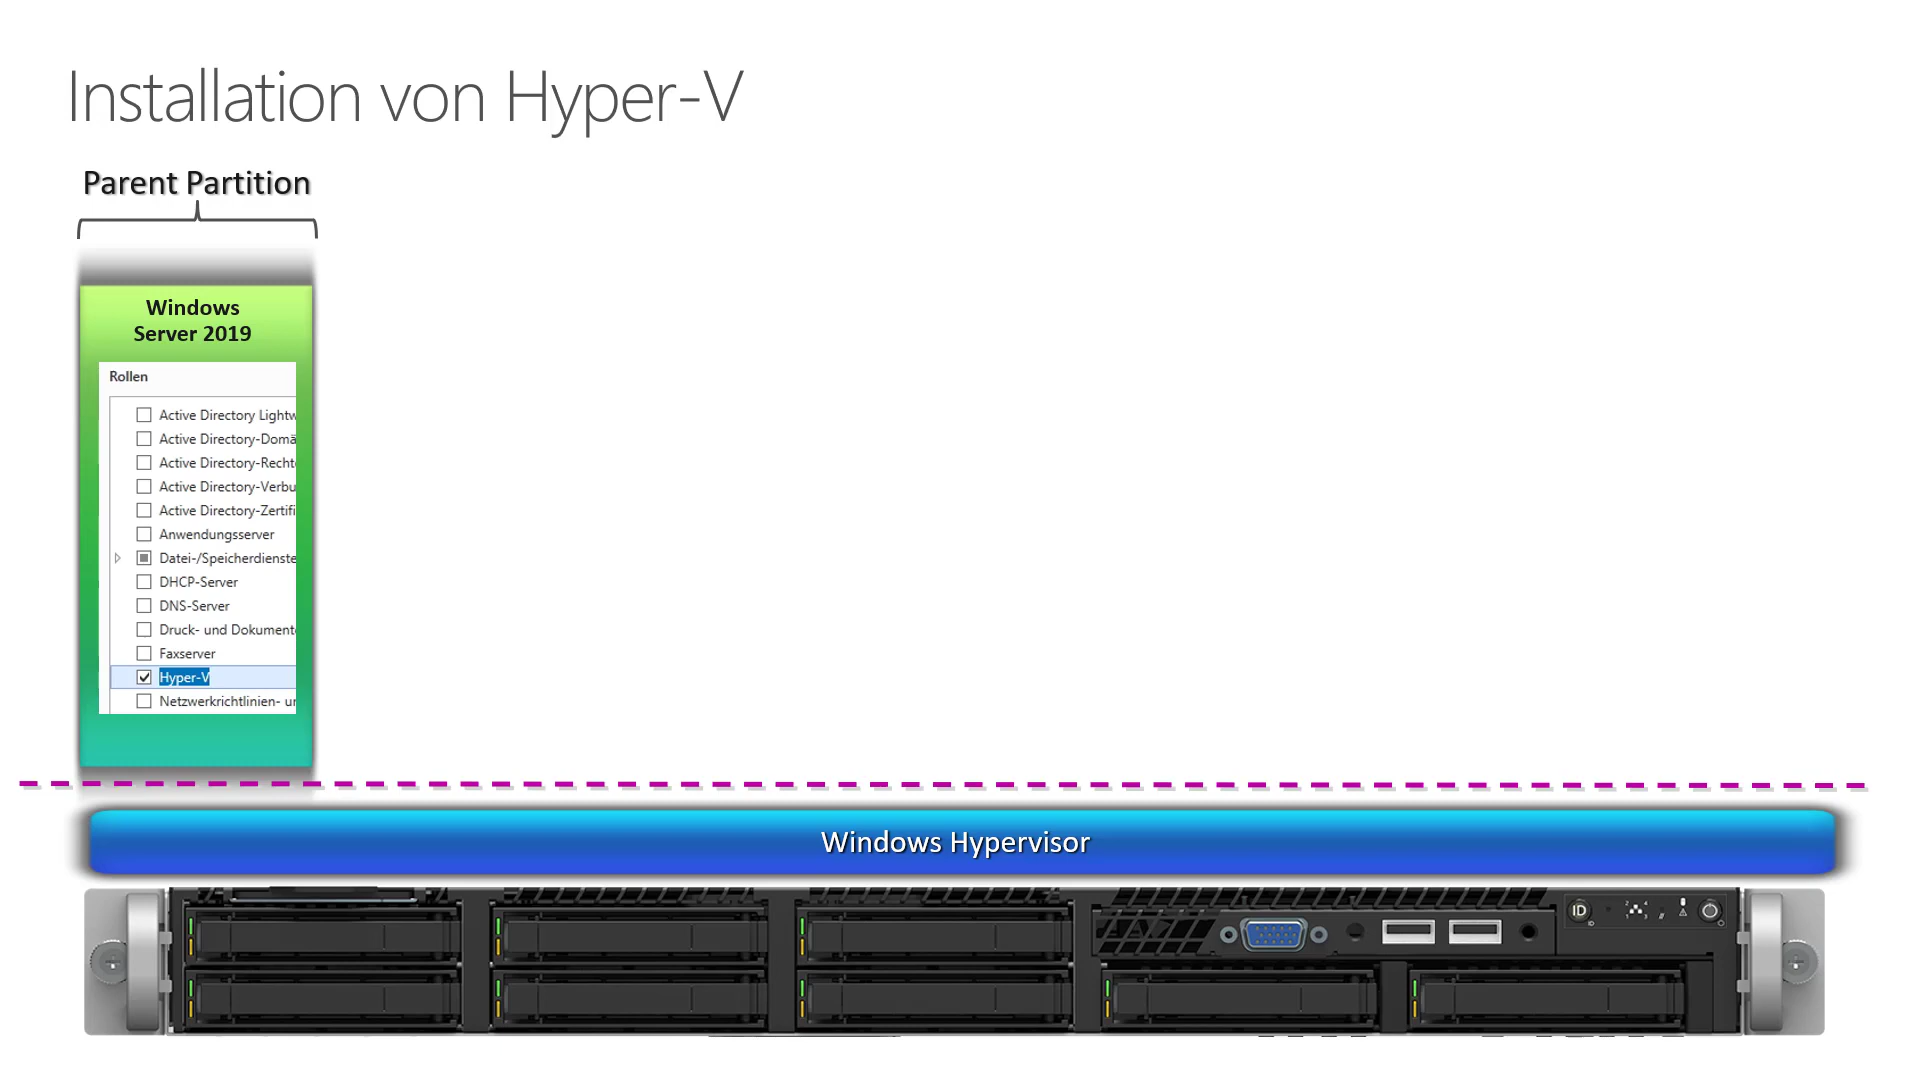 Installation von Hyper-V
Parent Partition
Windows
Server 2019
Rollen
Active Directory Lightw
Active Directory-Domä
Active Directory-Recht
Active Directory-Verbu
Active Directory-Zertifi
Anwendungsserver
Datei-/Speicherdienste
DHCP-Server
DNS-Server
Druck- und Dokument
Faxserver
Hyper-V
Netzwerkrichtlinien- ur
Windows Hypervisor
ID